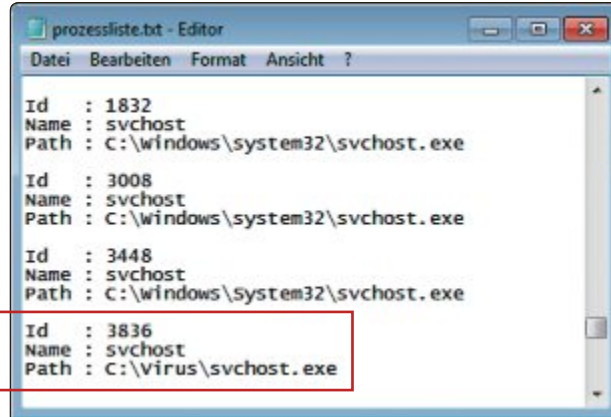 prozessliste.txt - Editor
Datei Bearbeiten Format Ansicht ?
Id : 1832
Name : svchost
Path : C:\Windows\system32\svchost.exe
Id : 3008
Name : svchost
Path : C:\Windows\system32\svchost.exe
Id : 3448
Name : svchost
Path : C:\Windows\System32\svchost.exe
Id : 3836
Name : svchost
Path : C:\Virus\svchost.exe